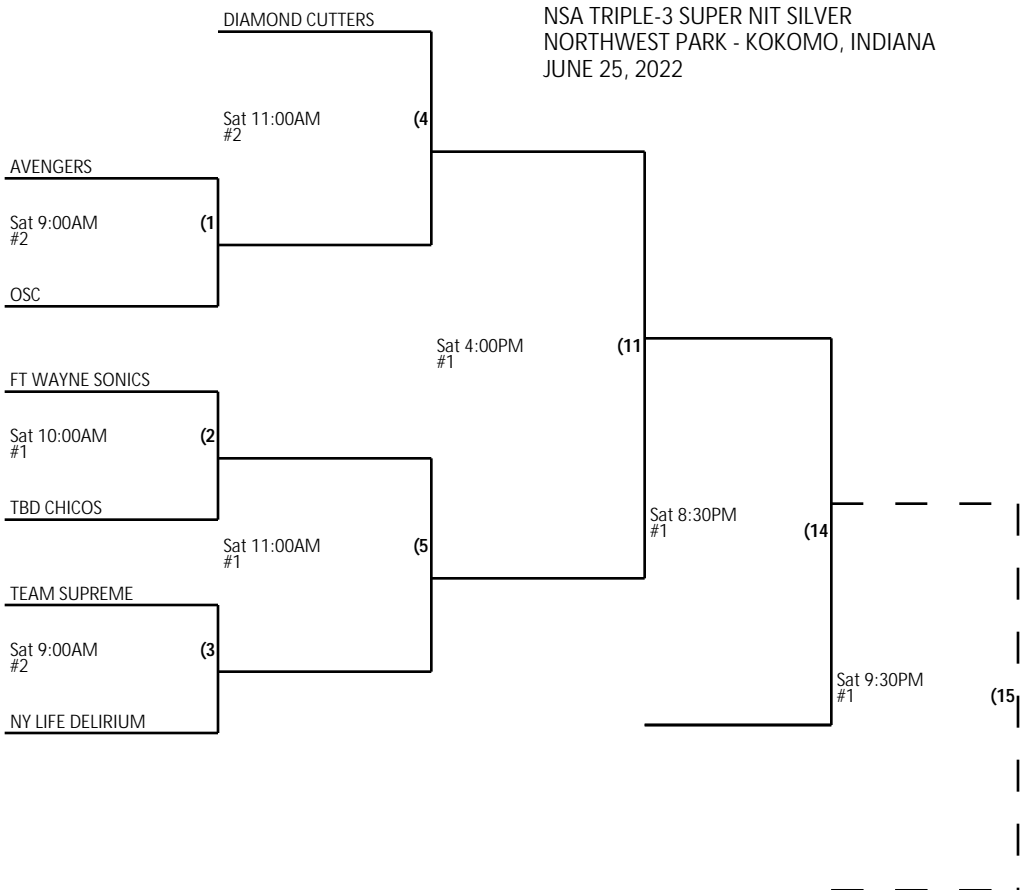 DIAMOND CUTTERS
NSA TRIPLE-3 SUPER NIT SILVER
NORTHWEST PARK - KOKOMO, INDIANA
JUNE 25, 2022
Sat 11:00AM (4
#2
AVENGERS
Sat 9:00AM (1
#2
OSC
Sat 4:00PM (11
#1
FT WAYNE SONICS
Sat 10:00AM (2
#1
TBD CHICOS
Sat 8:30PM (14
#1
Sat 11:00AM (5
#1
TEAM SUPREME
Sat 9:00AM (3
#2
Sat 9:30PM (15
#1
NY LIFE DELIRIUM